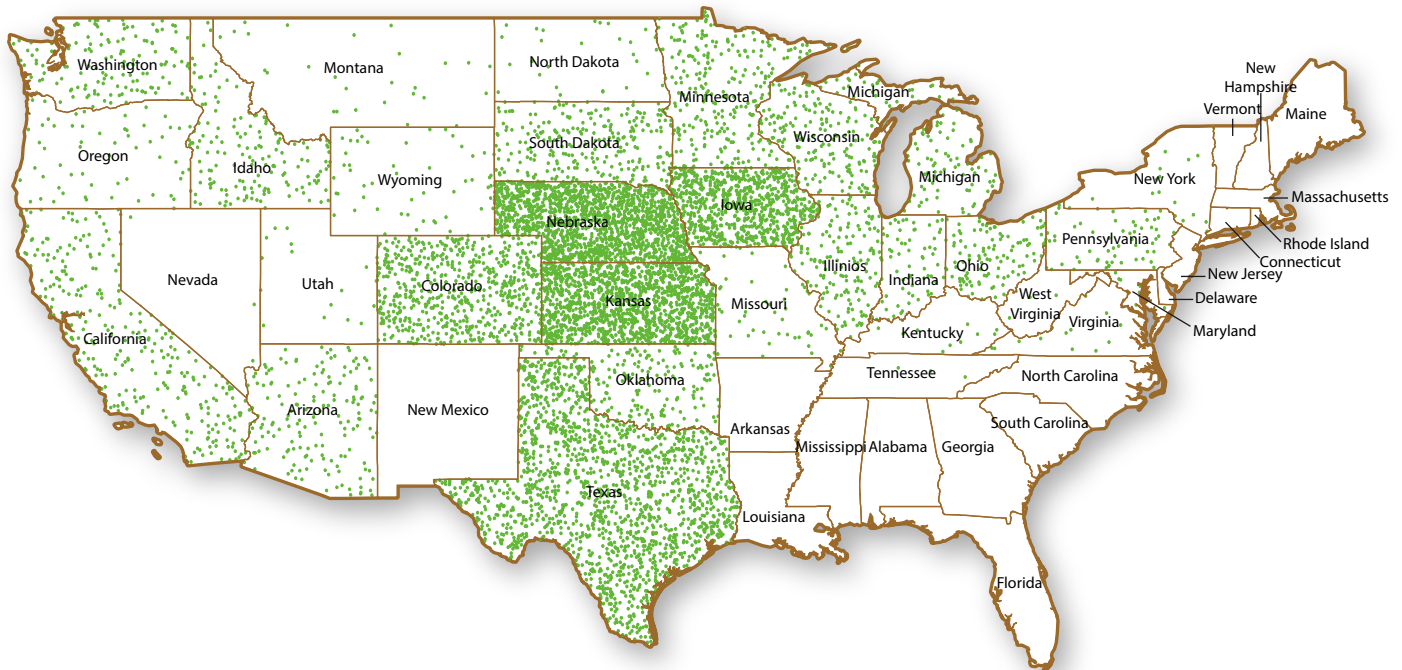 Washington
Montana
North Dakota
Minnesota
Michigan
New
Hampshire
Vermont
Maine
Oregon
Idaho
Wyoming
South Dakota
Wisconsin
Michigan
New York
Massachusetts
Nebraska
Iowa
Pennsylvania
Rhode Island
Connecticut
Nevada
Utah
Colorado
Kansas
Missouri
Illinios
Indiana
Ohio
New Jersey
West
Virginia
Delaware
California
Kentucky
Virginia
Maryland
Arizona
New Mexico
Oklahoma
Tennessee
North Carolina
Arkansas
South Carolina
Mississippi
Alabama
Georgia
Texas
Louisiana
Florida